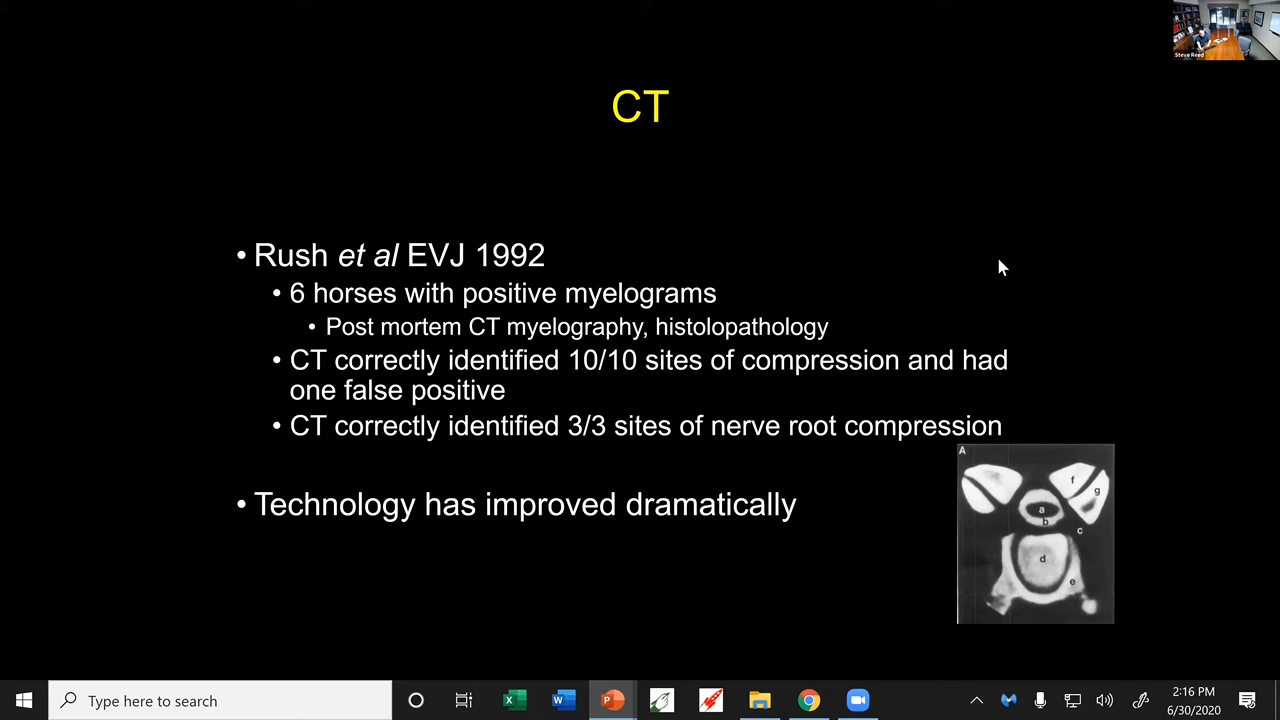 Steve Reed
CT
• Rush et al EVJ 1992
• 6 horses with positive myelograms
• Post mortem CT myelography, histolopathology
• CT correctly identified 10/10 sites of compression and had
one false positive
• CT correctly identified 3/3 sites of nerve root compression
• Technology has improved dramatically
A
f
g
a
b
c
d
e
Type here to search
2:16 PM
6/30/2020